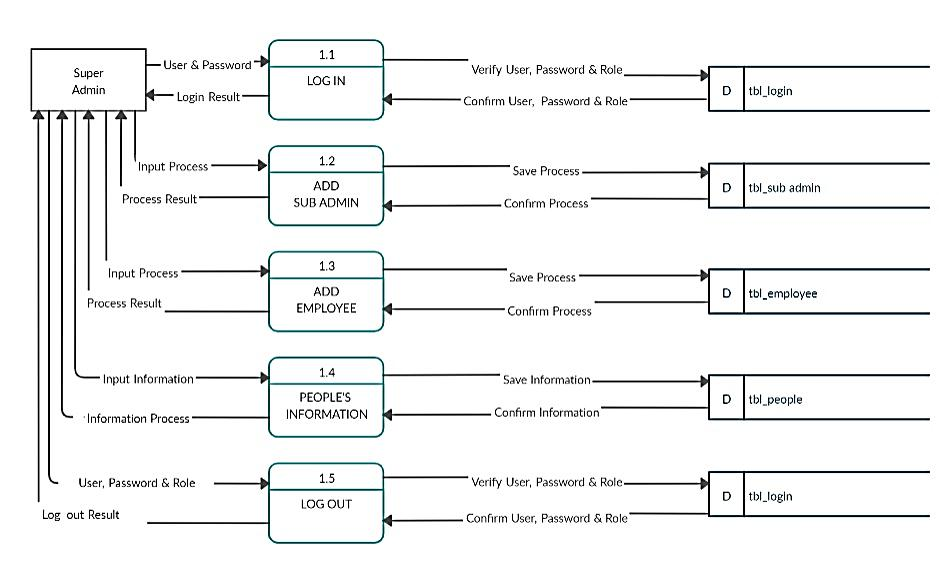 Super
Admin
User & Password
Login Result
1.1
LOG IN
Verify User, Password & Role
Confirm User, Password & Role
D
tbl_login
Input Process
Process Result
1.2
ADD
SUB ADMIN
Save Process
Confirm Process
D
tbl_sub admin
Input Process
Process Result
1.3
ADD
EMPLOYEE
Save Process
Confirm Process
D
tbl_employee
Input Information
Information Process
1.4
PEOPLE'S
INFORMATION
Save Information
Confirm Information
D
tbl_people
User, Password & Role
Log out Result
1.5
LOG OUT
Verify User, Password & Role
Confirm User, Password & Role
D
tbl_login